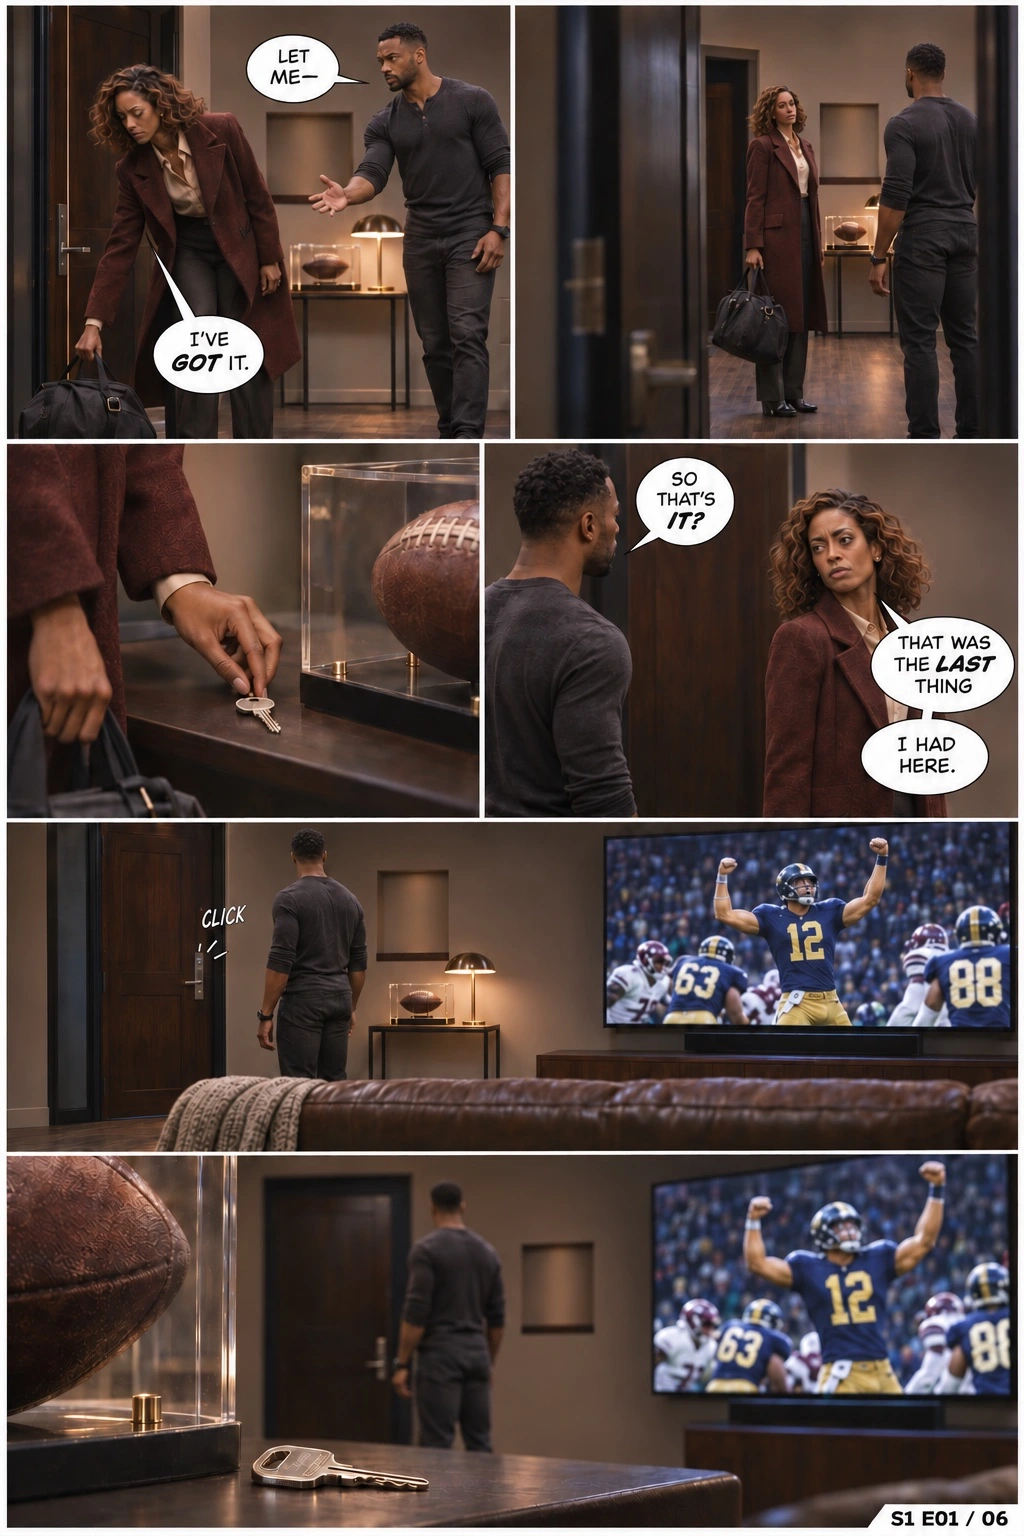 LET
ME—
I'VE
GOT IT.
SO
THAT'S
IT?
THAT WAS
THE LAST
THING
I HAD
HERE.
CLICK
12
63
88
12
63
S1 E01 / 06